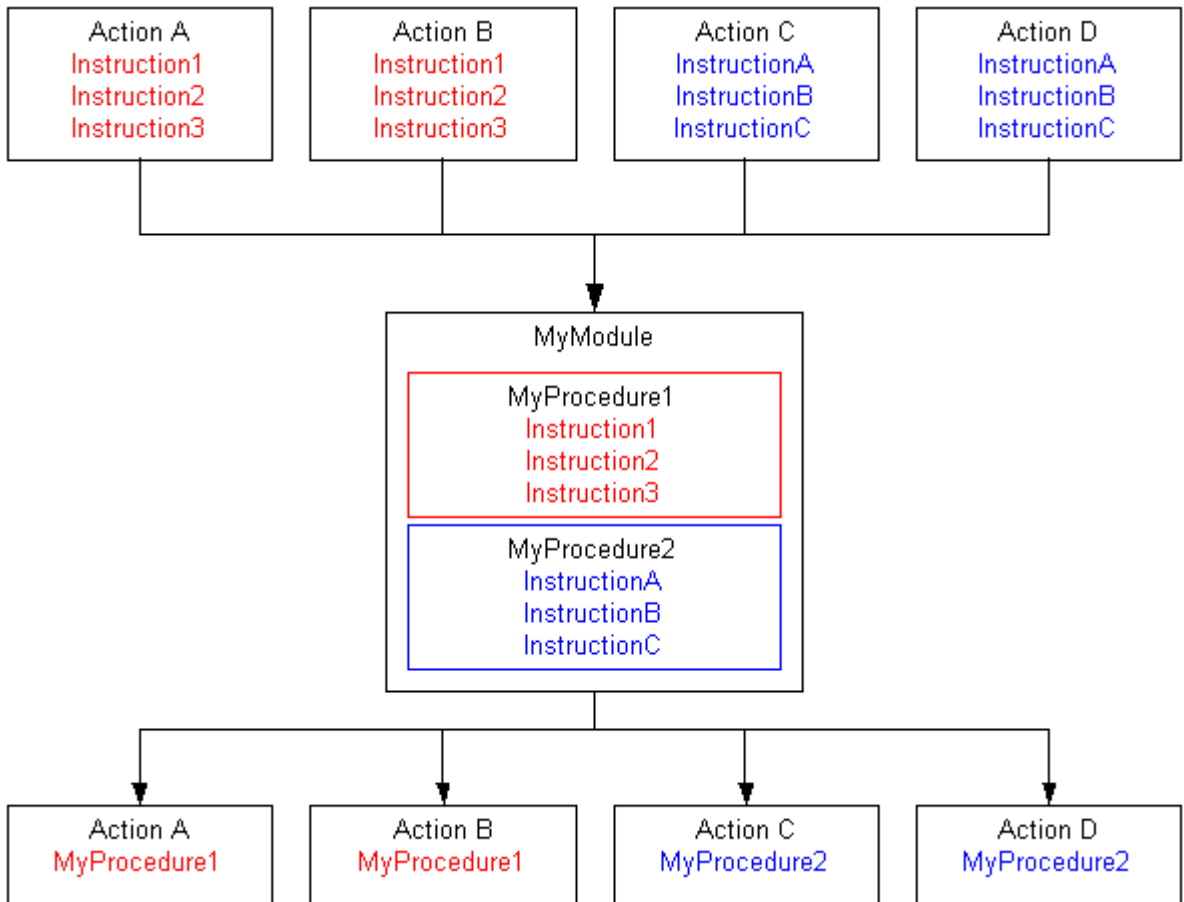 Action A
Instruction1
Instruction2
Instruction3
Action B
Instruction1
Instruction2
Instruction3
Action C
InstructionA
InstructionB
InstructionC
Action D
InstructionA
InstructionB
InstructionC
MyModule
MyProcedure1
Instruction1
Instruction2
Instruction3
MyProcedure2
InstructionA
InstructionB
InstructionC
Action A
MyProcedure1
Action B
MyProcedure1
Action C
MyProcedure2
Action D
MyProcedure2